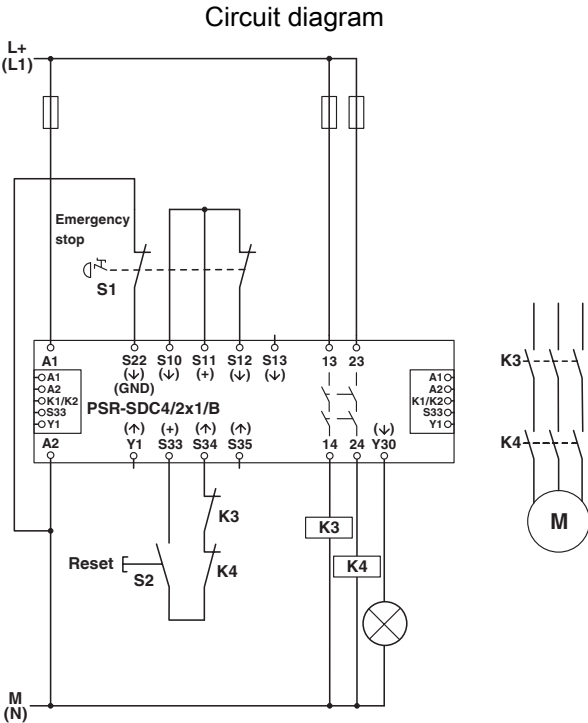 Circuit diagram
L+
(L1)
Emergency
stop
S1
A1 S22 S10 S11 S12 S13 13 23
(↓) (↓) (+) (↓) (↓)
(GND)
A1
A2
K1/K2
S33
Y1
A1
A2
K1/K2
S33
Y1
PSR-SDC4/2x1/B
(↑) (+) (↑) (↑) (↓)
A2 Y1 S33 S34 S35 14 24 Y30
K3
K4
M
K3
K4
Reset
S2
K3
K4
M
(N)